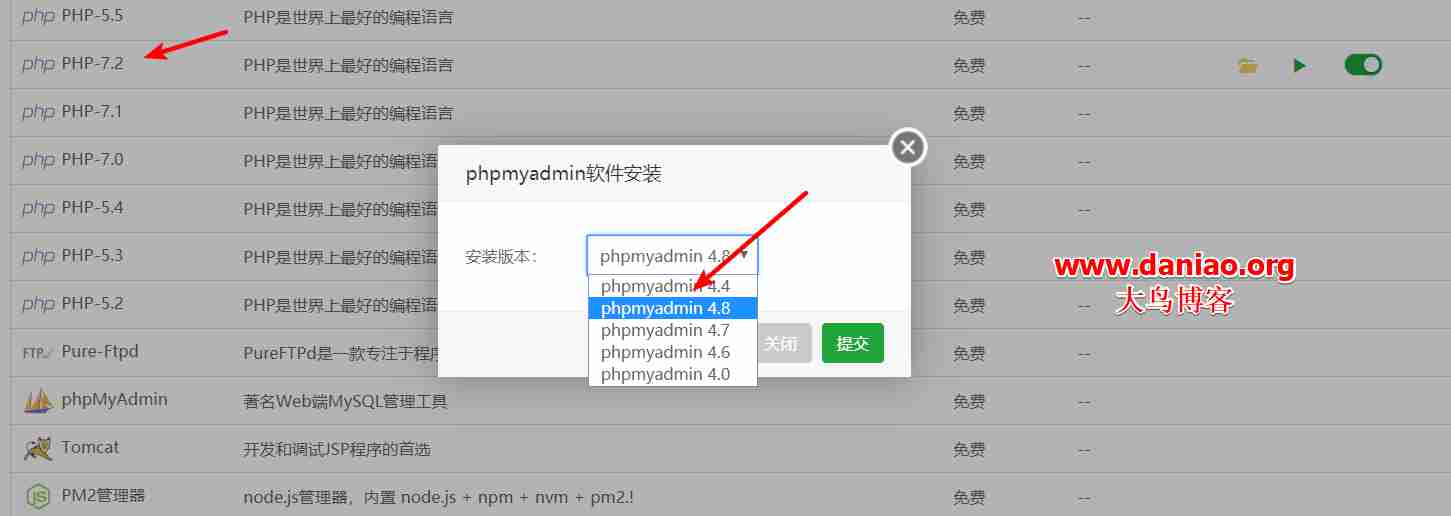 php PHP-5.5 PHP是世界上最好的编程语言 免费 --
php PHP-7.2 PHP是世界上最好的编程语言 免费 --
php PHP-7.1 PHP是世界上最好的编程语言 免费 --
php PHP-7.0 PHP是世界上最好的编 免费 --
php PHP-5.4 PHP是世界上最好的编 免费 --
php PHP-5.3 PHP是世界上最好的编 免费 --
php PHP-5.2 PHP是世界上最好的编 免费 --
FTP Pure-Ftpd PureFTPd是一款专注于程 免费 --
phpMyAdmin 著名Web端MySQL管理工具 免费 --
Tomcat 开发和调试JSP程序的首选 免费 --
JS PM2管理器 node.js管理器，内置 node.js + npm + nvm + pm2.! 免费 --
phpmyadmin软件安装
安装版本：
phpmyadmin 4.8
phpmyadmin 4.4
phpmyadmin 4.8
phpmyadmin 4.7
phpmyadmin 4.6
phpmyadmin 4.0
关闭 提交
www.daniao.org
大鸟博客